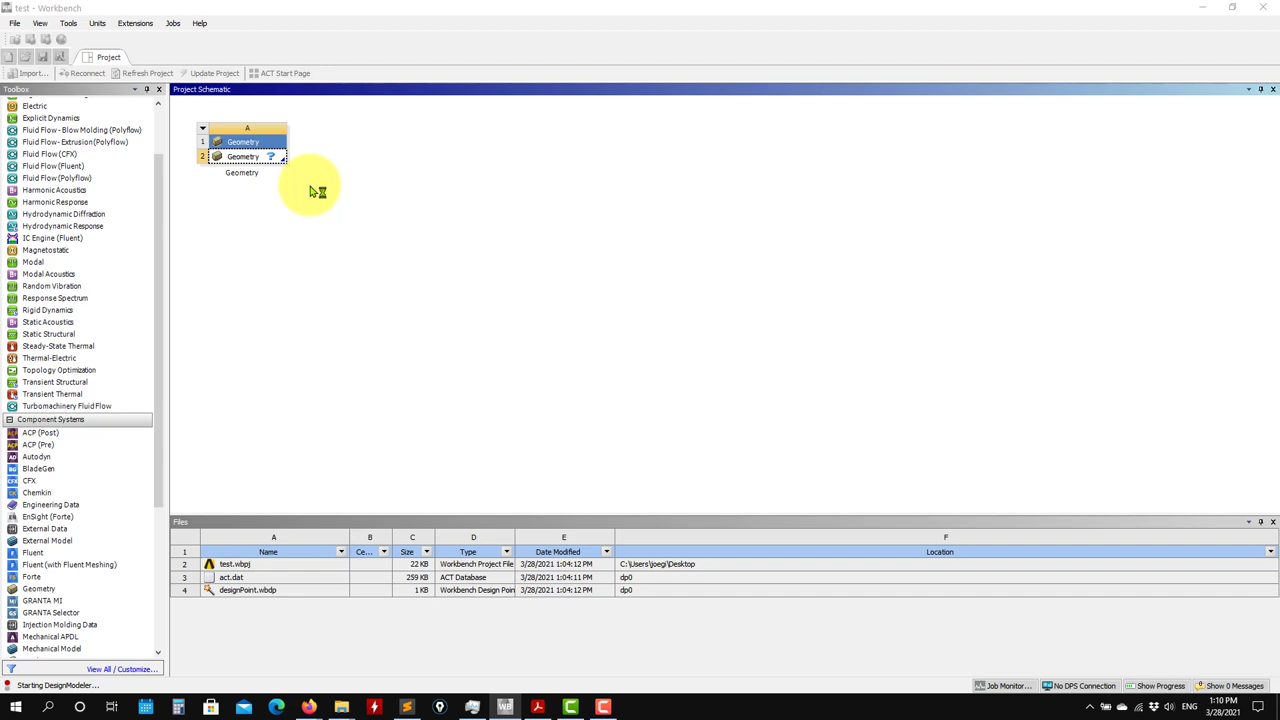 test - Workbench
File View Tools Units Extensions Jobs Help
Project
Import... Reconnect Refresh Project Update Project ACT Start Page
Toolbox
Project Schematic
Electric
Explicit Dynamics
Fluid Flow - Blow Molding (Polyflow)
Fluid Flow - Extrusion (Polyflow)
Fluid Flow (CFX)
Fluid Flow (Fluent)
Fluid Flow (Polyflow)
Harmonic Acoustics
Harmonic Response
Hydrodynamic Diffraction
Hydrodynamic Response
IC Engine (Fluent)
Magnetostatic
Modal
Modal Acoustics
Random Vibration
Response Spectrum
Rigid Dynamics
Static Acoustics
Static Structural
Steady-State Thermal
Thermal-Electric
Topology Optimization
Transient Structural
Transient Thermal
Turbomachinery Fluid Flow
Component Systems
ACP (Post)
ACP (Pre)
Autodyn
BladeGen
CFX
Chemkin
Engineering Data
EnSight (Forte)
External Data
External Model
Fluent
Fluent (with Fluent Meshing)
Forte
Geometry
GRANTA MI
GRANTA Selector
Injection Molding Data
Mechanical APDL
Mechanical Model
View All / Customize...
A
1 Geometry
2 Geometry ?
Geometry
Files
A B C D E F
1 Name Ce... Size Type Date Modified Location
2 test.wbpj 22 KB Workbench Project File 3/28/2021 1:04:12 PM C:\Users\joegi\Desktop
3 act.dat 259 KB ACT Database 3/28/2021 1:04:11 PM dp0
4 designPoint.wbdp 1 KB Workbench Design Poin 3/28/2021 1:04:12 PM dp0
Starting DesignModeler...
Job Monitor... No DPS Connection Show Progress Show 0 Messages
ENG
1:10 PM
3/28/2021